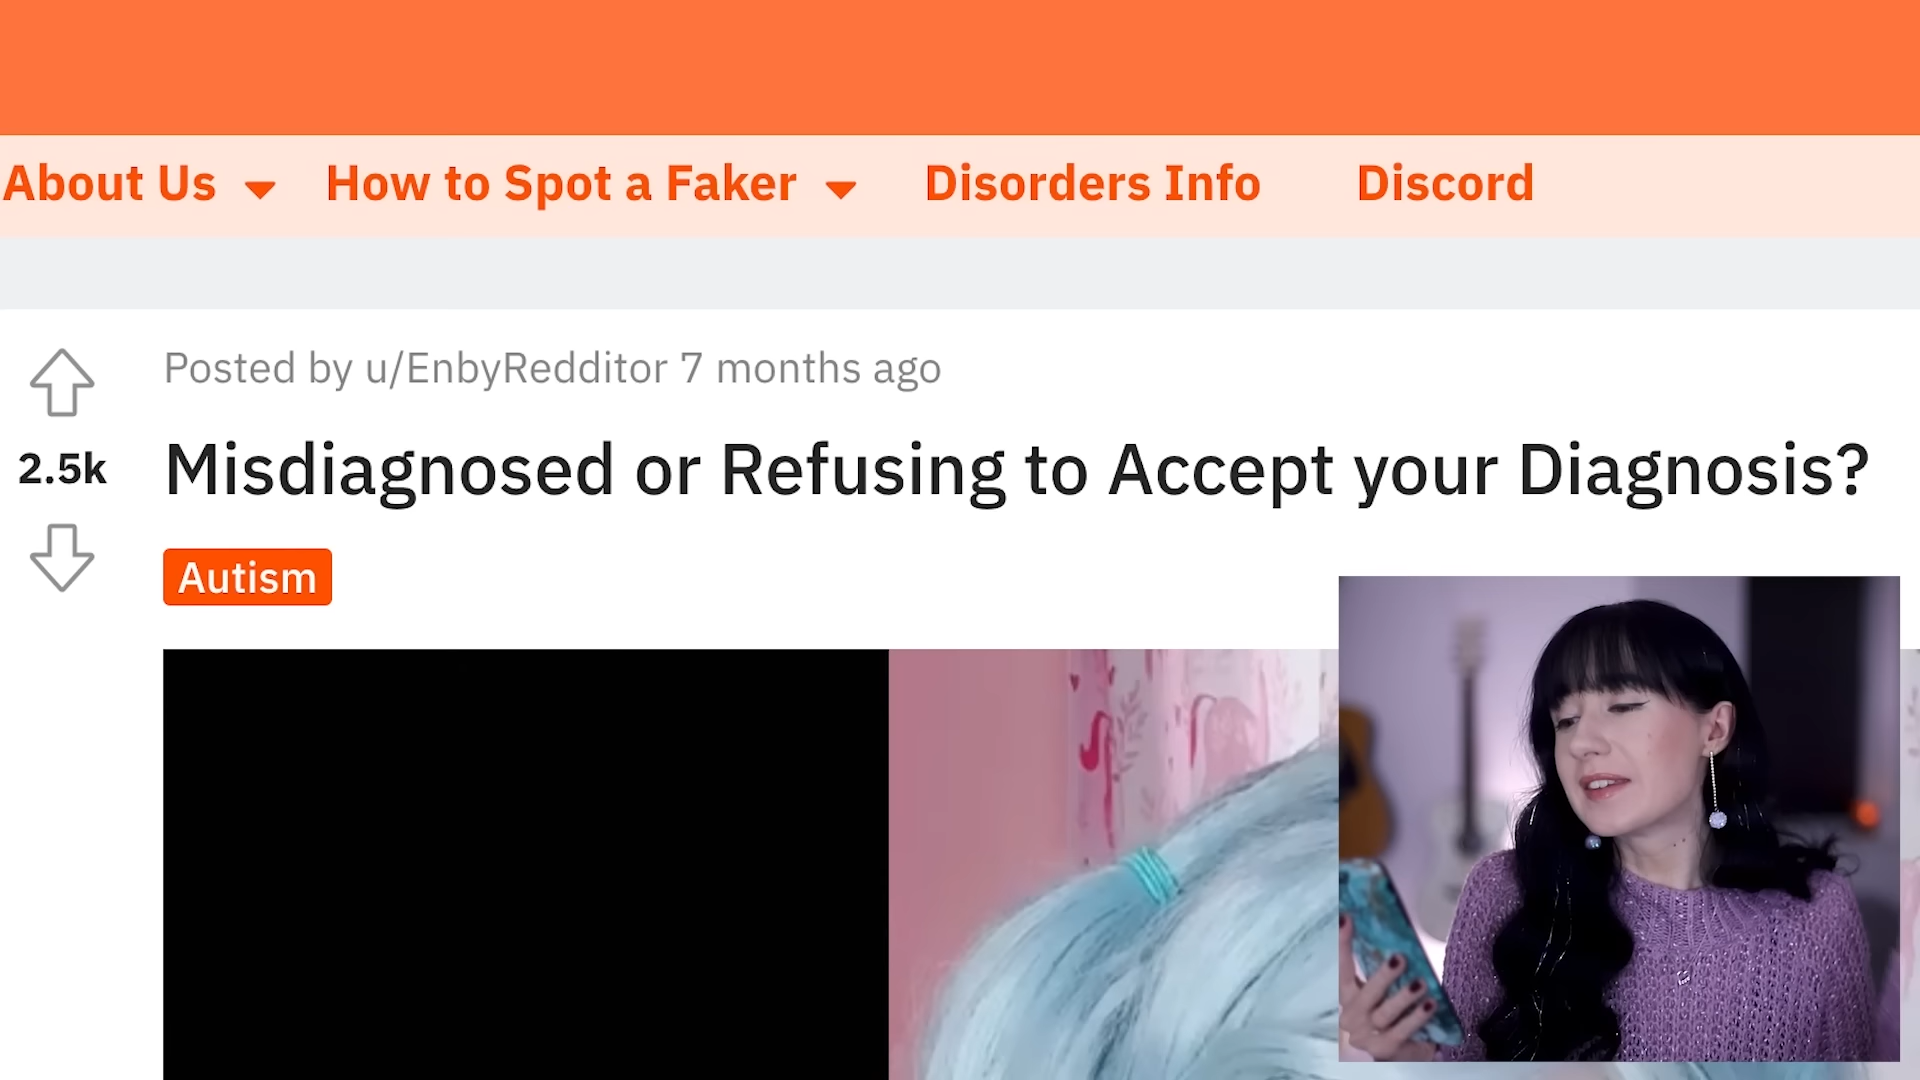 About Us How to Spot a Faker Disorders Info Discord
Posted by u/EnbyRedditor 7 months ago
2.5k
Misdiagnosed or Refusing to Accept your Diagnosis?
Autism